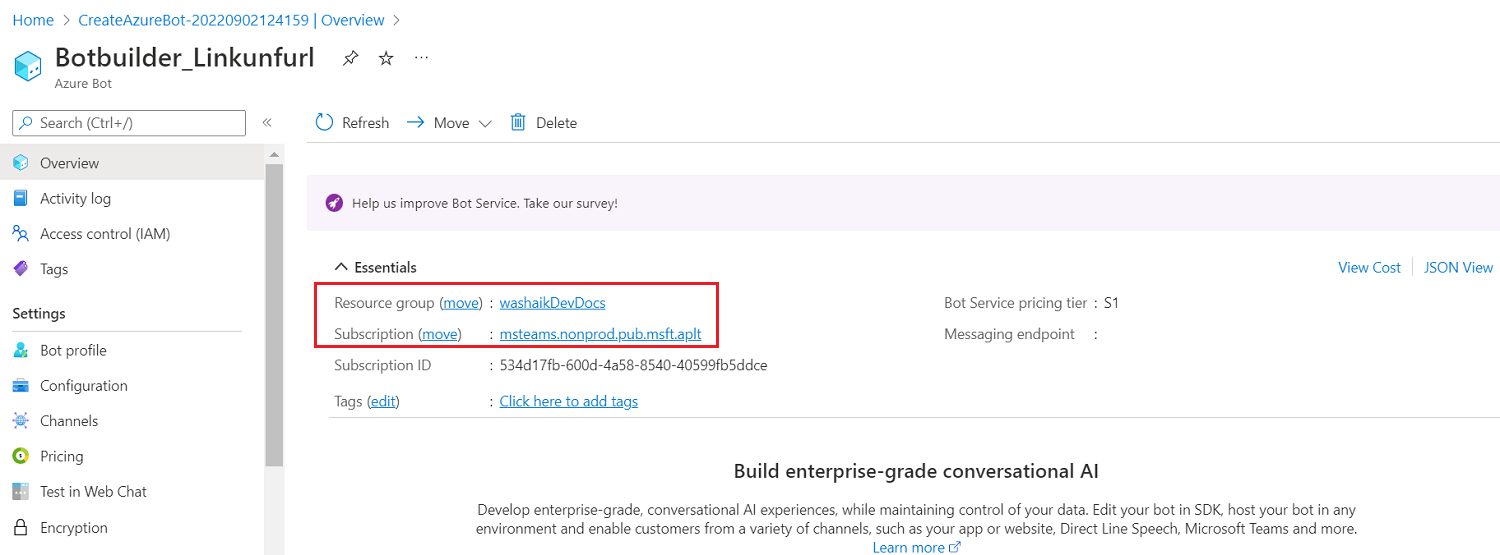 Home > CreateAzureBot-20220902124159 | Overview >
Botbuilder_Linkunfurl
Azure Bot
Search (Ctrl+/)
Overview
Activity log
Access control (IAM)
Tags
Settings
Bot profile
Configuration
Channels
Pricing
Test in Web Chat
Encryption
Refresh Move Delete
Help us improve Bot Service. Take our survey!
Essentials
View Cost JSON View
Resource group (move) : washaikDevDocs
Subscription (move) : msteams.nonprod.pub.msft.aplt
Subscription ID : 534d17fb-600d-4a58-8540-40599fb5ddce
Tags (edit) : Click here to add tags
Bot Service pricing tier : S1
Messaging endpoint :
Build enterprise-grade conversational AI
Develop enterprise-grade, conversational AI experiences, while maintaining control of your data. Edit your bot in SDK, host your bot in any
environment and enable customers from a variety of channels, such as your app or website, Direct Line Speech, Microsoft Teams and more.
Learn more